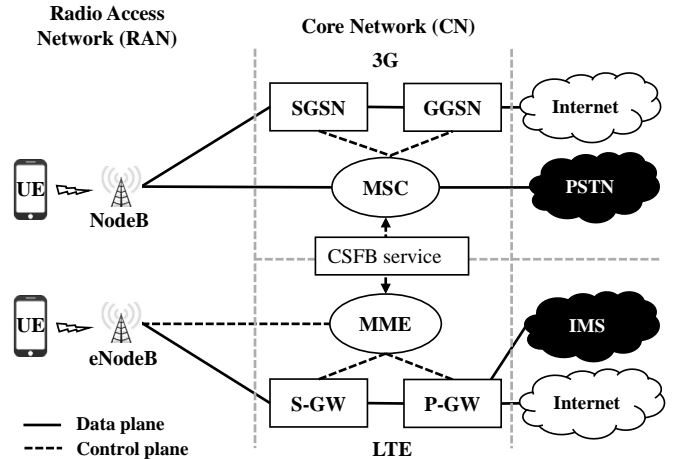 Radio Access
Network (RAN)
Core Network (CN)
3G
SGSN
GGSN
Internet
UE
NodeB
MSC
PSTN
CSFB service
UE
eNodeB
MME
IMS
S-GW
P-GW
Internet
Data plane
Control plane
LTE